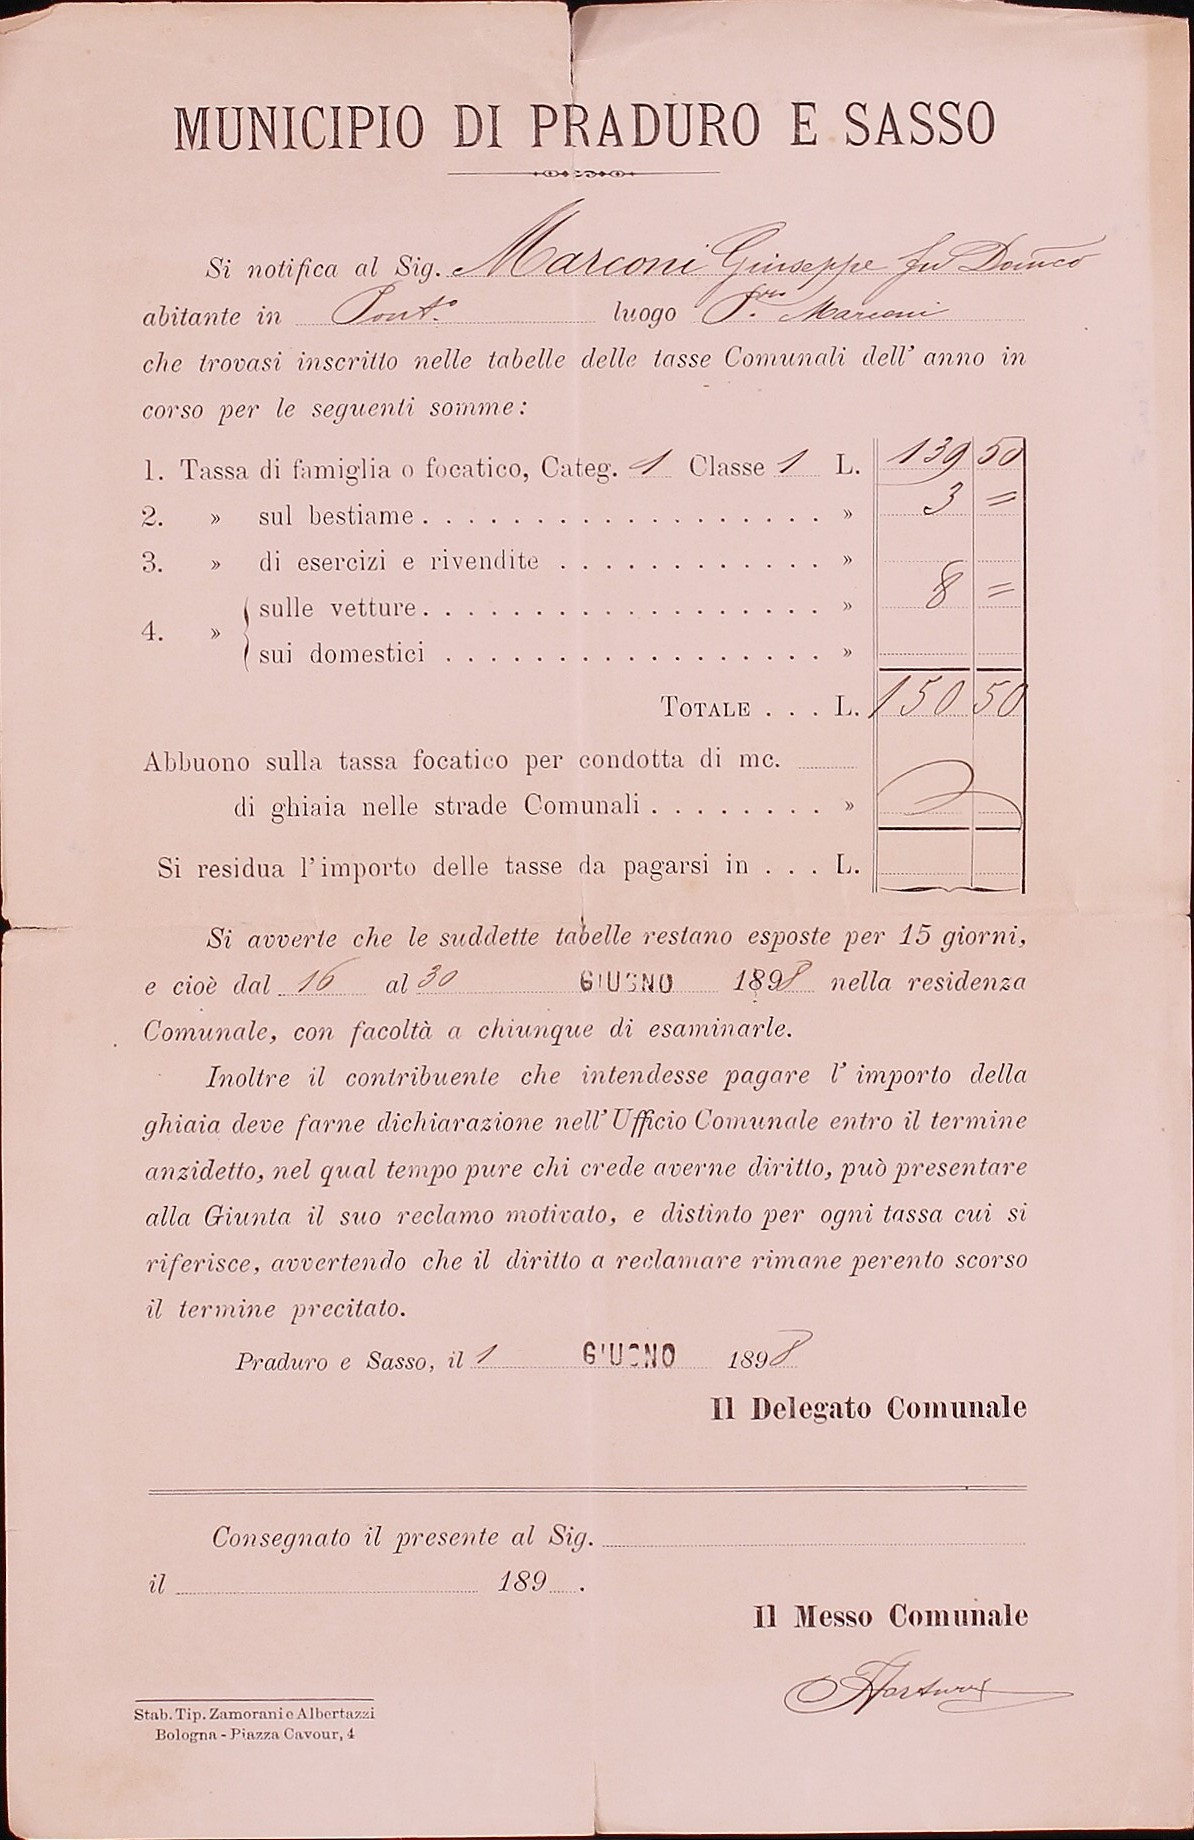 MUNICIPIO DI PRADURO E SASSO
Si notifica al Sig. Marconi Giuseppe fu Dom̃co
abitante in Pont.º luogo P. Marconi
che trovasi inscritto nelle tabelle delle tasse Comunali dell' anno in
corso per le seguenti somme:
1. Tassa di famiglia o focatico, Categ. 1 Classe 1 L. 139 50
2. » sul bestiame . . . . . . . . . . . . . . . . . . » 3 =
3. » di esercizi e rivendite . . . . . . . . . . . . . »
4. » { sulle vetture . . . . . . . . . . . . . . . . . . » 8 =
sui domestici . . . . . . . . . . . . . . . . . »
TOTALE . . . L. 150 50
Abbuono sulla tassa focatico per condotta di mc.
di ghiaia nelle strade Comunali . . . . . . . . »
Si residua l'importo delle tasse da pagarsi in . . . L.
Si avverte che le suddette tabelle restano esposte per 15 giorni,
e cioè dal 16 al 30 GIUGNO 1898 nella residenza
Comunale, con facoltà a chiunque di esaminarle.
Inoltre il contribuente che intendesse pagare l' importo della
ghiaia deve farne dichiarazione nell' Ufficio Comunale entro il termine
anzidetto, nel qual tempo pure chi crede averne diritto, può presentare
alla Giunta il suo reclamo motivato, e distinto per ogni tassa cui si
riferisce, avvertendo che il diritto a reclamare rimane perento scorso
il termine precitato.
Praduro e Sasso, il 1 GIUGNO 1898
Il Delegato Comunale
Consegnato il presente al Sig.
il 189 .
Il Messo Comunale
Stab. Tip. Zamorani e Albertazzi
Bologna - Piazza Cavour, 4